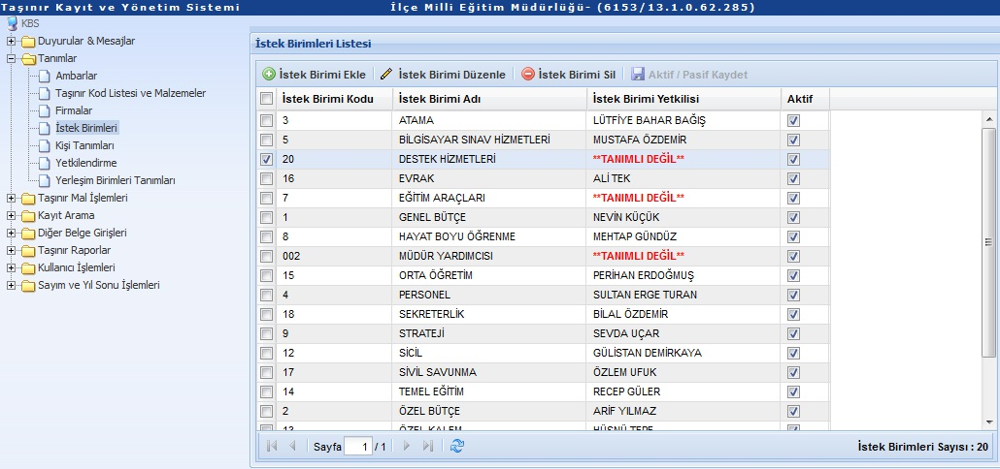 Taşınır Kayıt ve Yönetim Sistemi İlçe Milli Eğitim Müdürlüğü- (6153/13.1.0.62.285)
KBS
Duyurular & Mesajlar
Tanımlar
Ambarlar
Taşınır Kod Listesi ve Malzemeler
Firmalar
İstek Birimleri
Kişi Tanımları
Yetkilendirme
Yerleşim Birimleri Tanımları
Taşınır Mal İşlemleri
Kayıt Arama
Diğer Belge Girişleri
Taşınır Raporlar
Kullanıcı İşlemleri
Sayım ve Yıl Sonu İşlemleri
İstek Birimleri Listesi
İstek Birimi Ekle İstek Birimi Düzenle İstek Birimi Sil Aktif / Pasif Kaydet
İstek Birimi Kodu İstek Birimi Adı İstek Birimi Yetkilisi Aktif
3 ATAMA LÜTFİYE BAHAR BAĞIŞ
5 BİLGİSAYAR SINAV HİZMETLERİ MUSTAFA ÖZDEMİR
20 DESTEK HİZMETLERİ **TANIMLI DEĞİL**
16 EVRAK ALİ TEK
7 EĞİTİM ARAÇLARI **TANIMLI DEĞİL**
1 GENEL BÜTÇE NEVİN KÜÇÜK
8 HAYAT BOYU ÖĞRENME MEHTAP GÜNDÜZ
002 MÜDÜR YARDIMCISI **TANIMLI DEĞİL**
15 ORTA ÖĞRETİM PERİHAN ERDOĞMUŞ
4 PERSONEL SULTAN ERGE TURAN
18 SEKRETERLİK BİLAL ÖZDEMİR
9 STRATEJİ SEVDA UÇAR
12 SİCİL GÜLİSTAN DEMİRKAYA
17 SİVİL SAVUNMA ÖZLEM UFUK
14 TEMEL EĞİTİM RECEP GÜLER
2 ÖZEL BÜTÇE ARİF YILMAZ
13 ÖZEL KALEM HÜSNÜ TEPE
Sayfa 1 / 1 İstek Birimleri Sayısı : 20